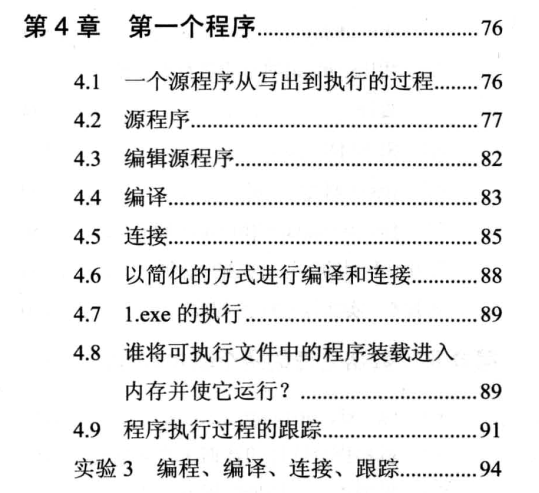 第 4 章 第一个程序....................................76
4.1 一个源程序从写出到执行的过程........76
4.2 源程序..................................................77
4.3 编辑源程序..........................................82
4.4 编译......................................................83
4.5 连接......................................................85
4.6 以简化的方式进行编译和连接............88
4.7 1.exe 的执行........................................89
4.8 谁将可执行文件中的程序装载进入
内存并使它运行？..............................89
4.9 程序执行过程的跟踪..........................91
实验 3 编程、编译、连接、跟踪..............94